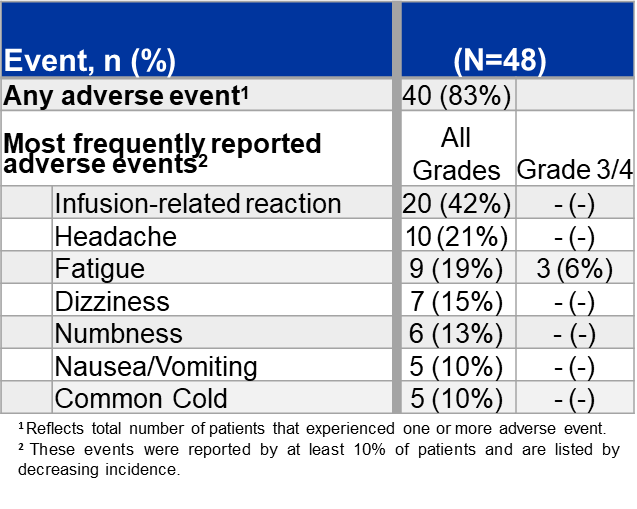 Event, n (%) (N=48)
Any adverse event¹ 40 (83%)
Most frequently reported adverse events² All Grades Grade 3/4
Infusion-related reaction 20 (42%) - (-)
Headache 10 (21%) - (-)
Fatigue 9 (19%) 3 (6%)
Dizziness 7 (15%) - (-)
Numbness 6 (13%) - (-)
Nausea/Vomiting 5 (10%) - (-)
Common Cold 5 (10%) - (-)
¹ Reflects total number of patients that experienced one or more adverse event.
² These events were reported by at least 10% of patients and are listed by
decreasing incidence.